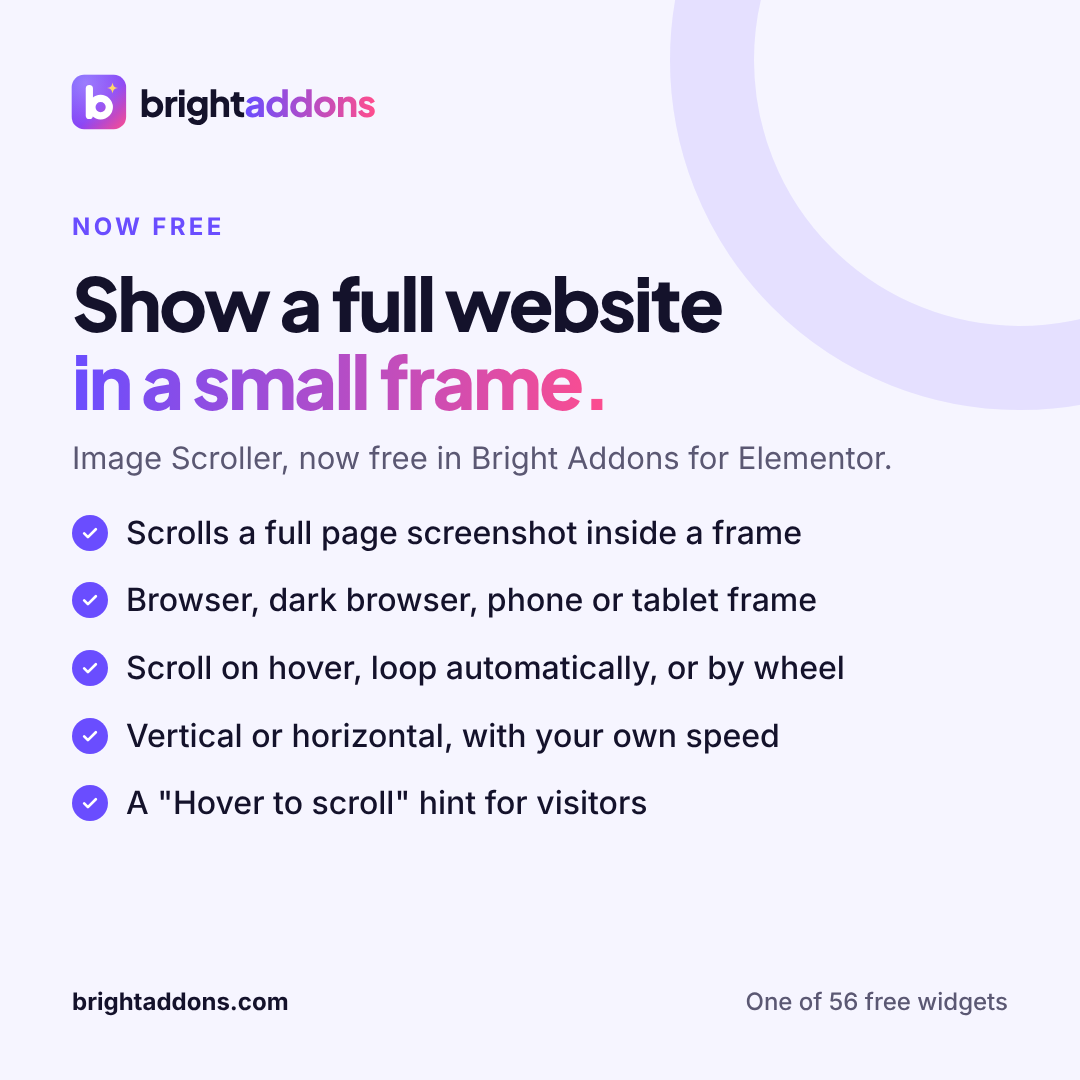 brightaddons
NOW FREE
Show a full website
in a small frame.
Image Scroller, now free in Bright Addons for Elementor.
Scrolls a full page screenshot inside a frame
Browser, dark browser, phone or tablet frame
Scroll on hover, loop automatically, or by wheel
Vertical or horizontal, with your own speed
A "Hover to scroll" hint for visitors
brightaddons.com
One of 56 free widgets